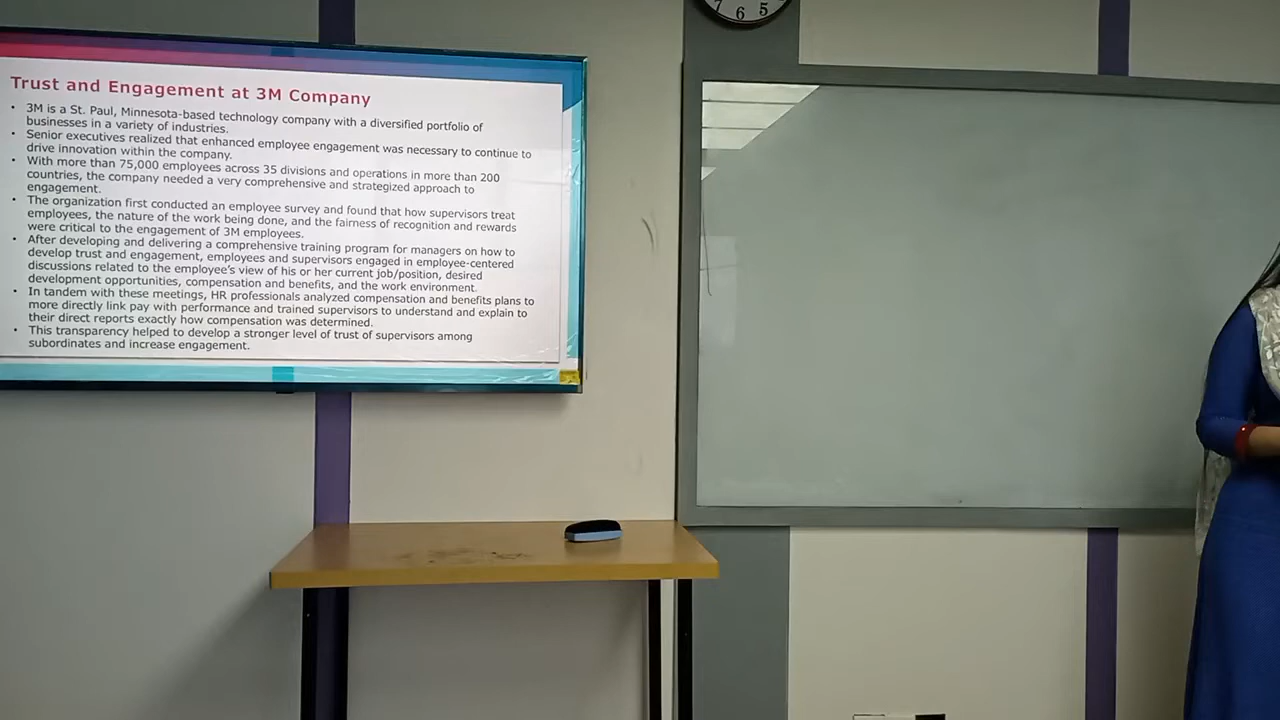 7 6 5
Trust and Engagement at 3M Company
• 3M is a St. Paul, Minnesota-based technology company with a diversified portfolio of
businesses in a variety of industries.
• Senior executives realized that enhanced employee engagement was necessary to continue to
drive innovation within the company.
• With more than 75,000 employees across 35 divisions and operations in more than 200
countries, the company needed a very comprehensive and strategized approach to
engagement.
• The organization first conducted an employee survey and found that how supervisors treat
employees, the nature of the work being done, and the fairness of recognition and rewards
were critical to the engagement of 3M employees.
• After developing and delivering a comprehensive training program for managers on how to
develop trust and engagement, employees and supervisors engaged in employee-centered
discussions related to the employee's view of his or her current job/position, desired
development opportunities, compensation and benefits, and the work environment.
• In tandem with these meetings, HR professionals analyzed compensation and benefits plans to
more directly link pay with performance and trained supervisors to understand and explain to
their direct reports exactly how compensation was determined.
• This transparency helped to develop a stronger level of trust of supervisors among
subordinates and increase engagement.